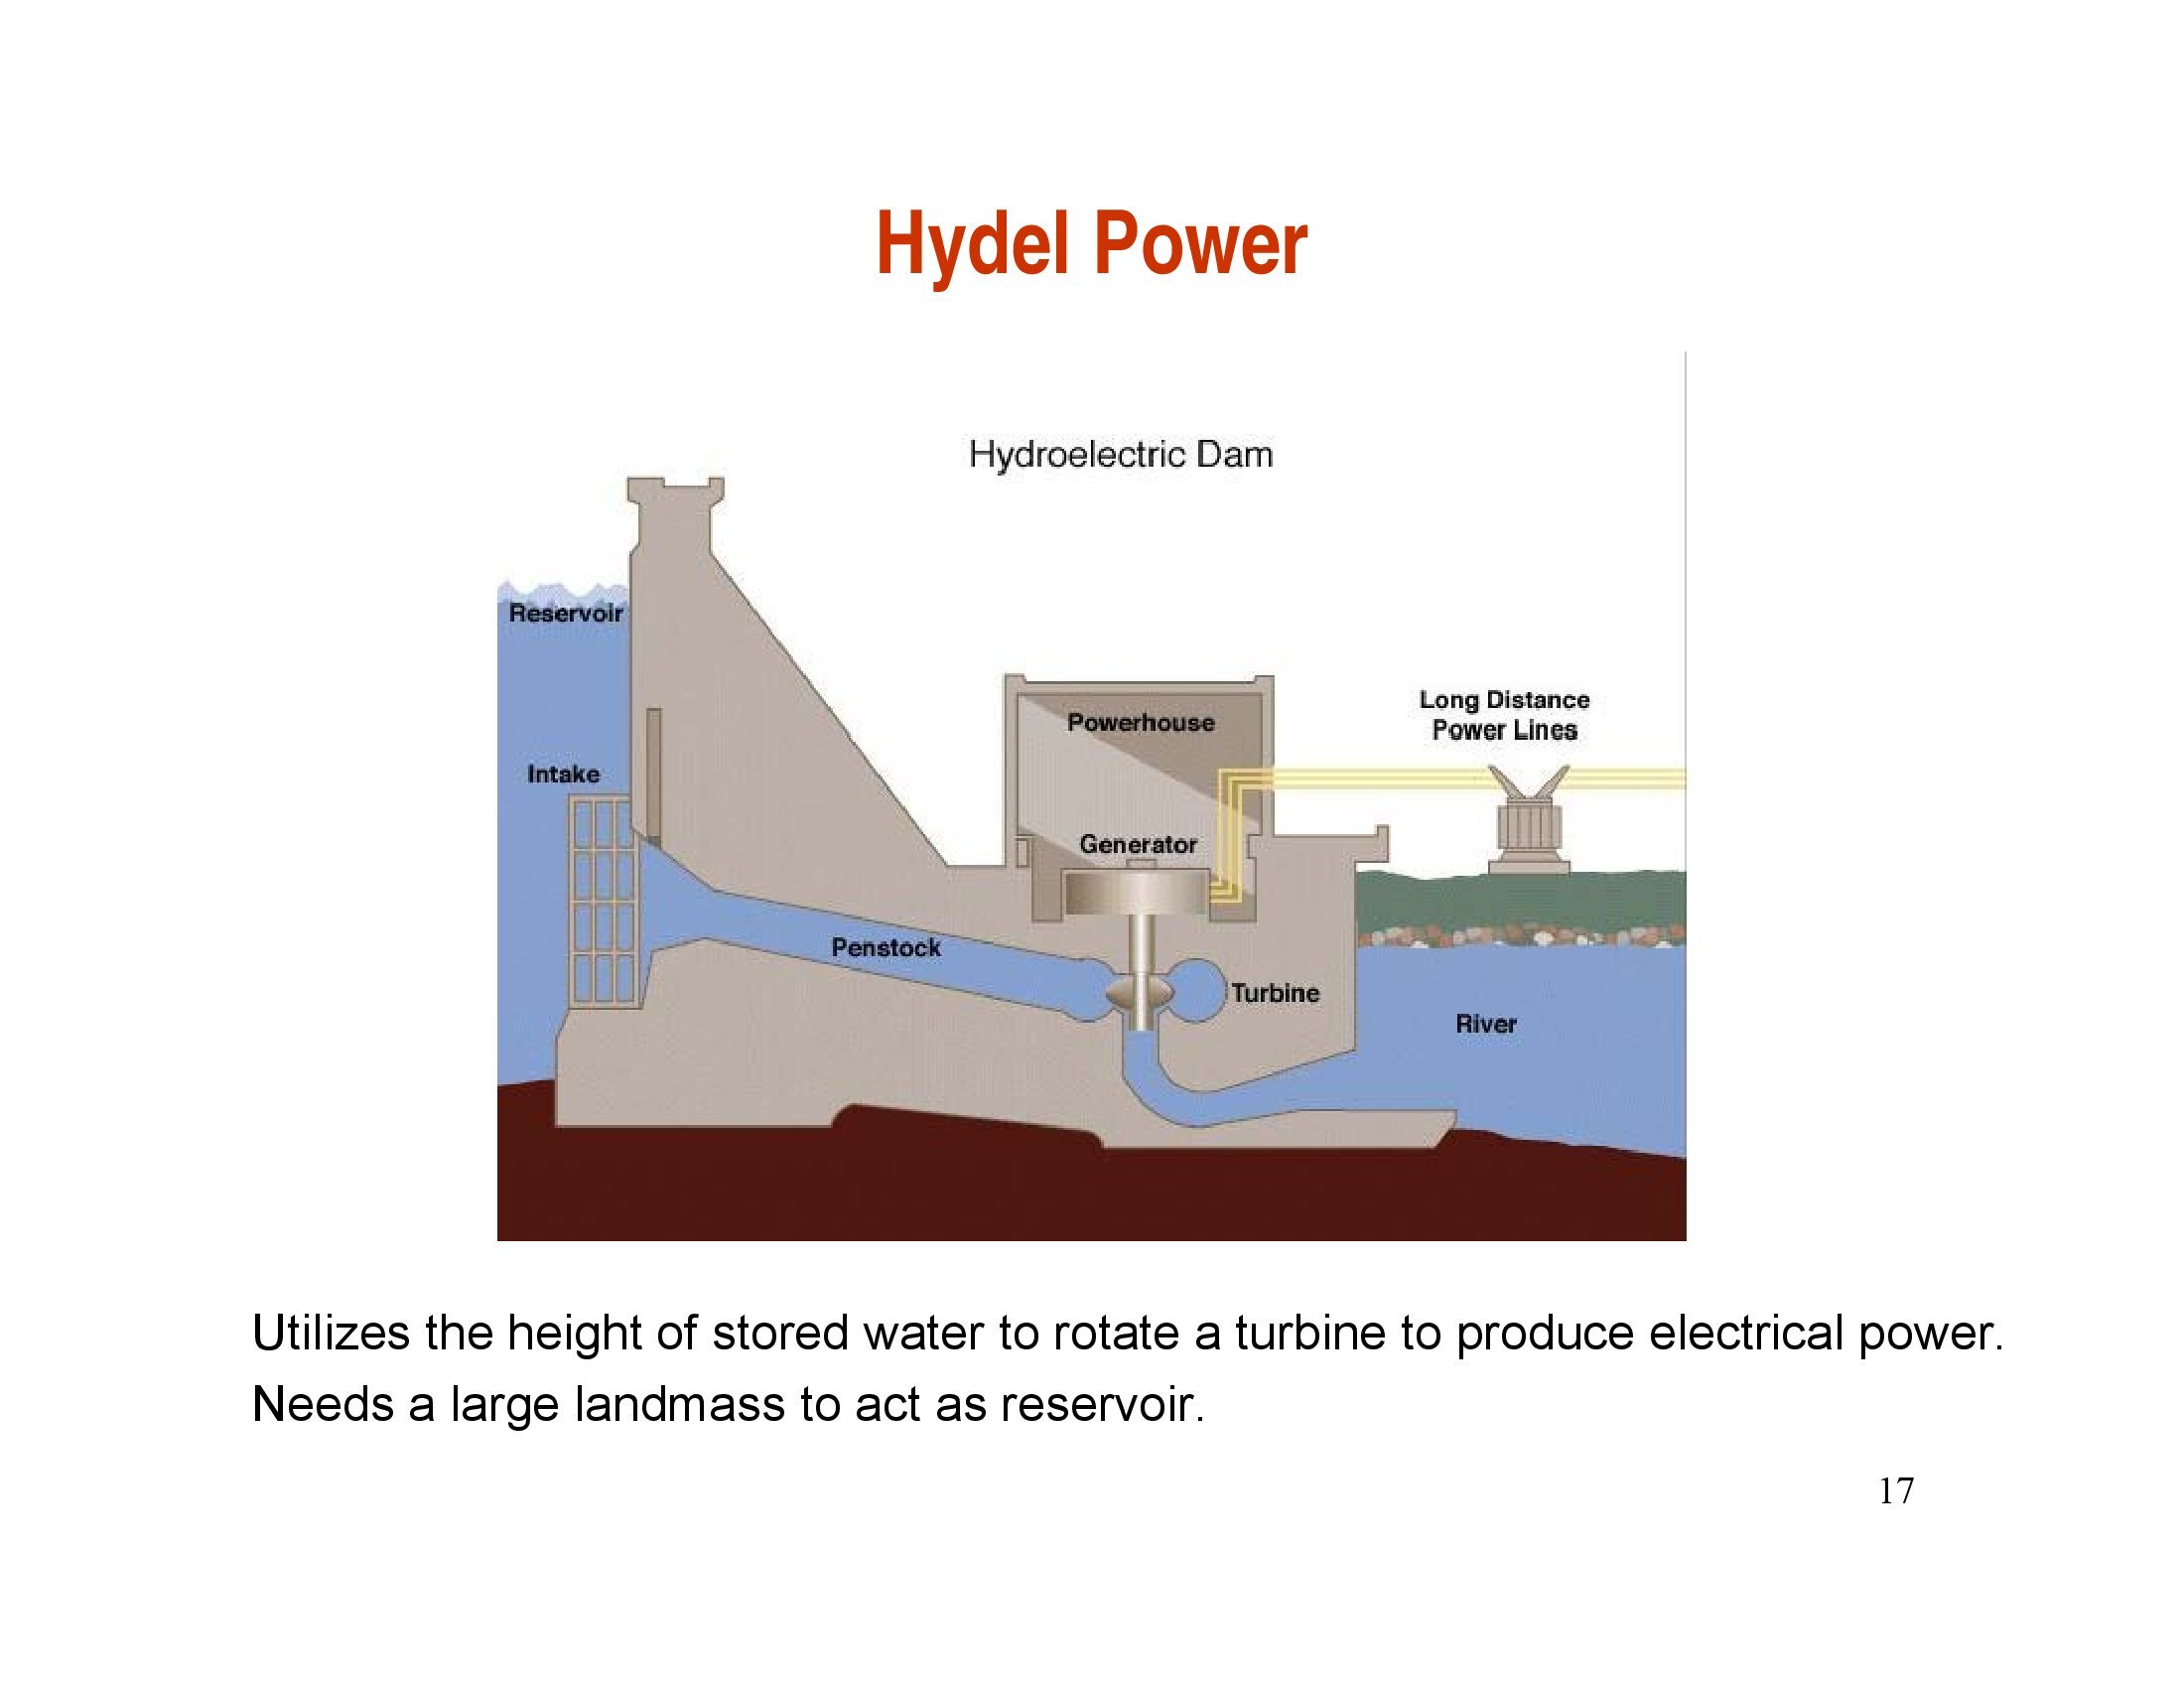 Hydel Power
Hydroelectric Dam
Reservoir
Long Distance
Power Lines
Powerhouse
Intake
Generator
Penstock
Turbine
River
Utilizes the height of stored water to rotate a turbine to produce electrical power.
Needs a large landmass to act as reservoir.
17